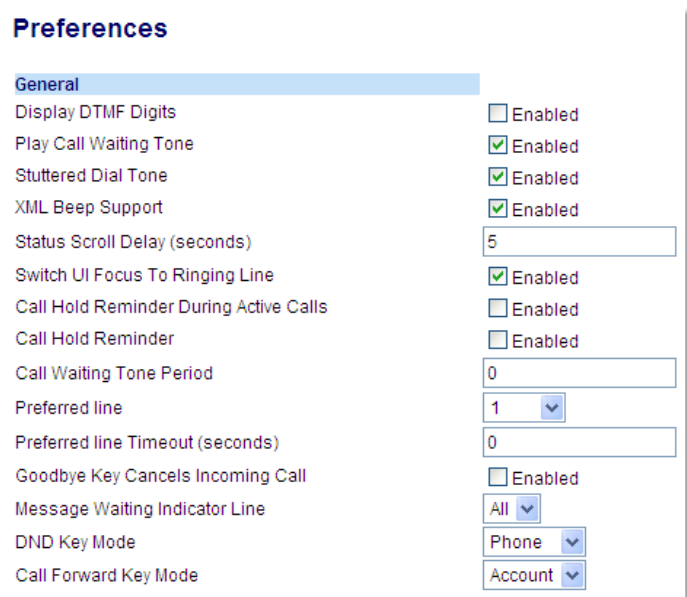 Preferences
General
Display DTMF Digits Enabled
Play Call Waiting Tone Enabled
Stuttered Dial Tone Enabled
XML Beep Support Enabled
Status Scroll Delay (seconds) 5
Switch UI Focus To Ringing Line Enabled
Call Hold Reminder During Active Calls Enabled
Call Hold Reminder Enabled
Call Waiting Tone Period 0
Preferred line 1
Preferred line Timeout (seconds) 0
Goodbye Key Cancels Incoming Call Enabled
Message Waiting Indicator Line All
DND Key Mode Phone
Call Forward Key Mode Account